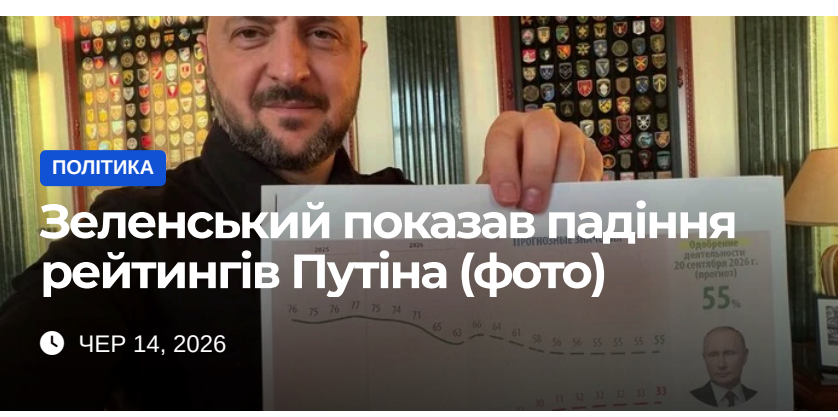 ПОЛІТИКА
Зеленський показав падіння
рейтингів Путіна (фото)
ЧЕР 14, 2026
2025
2026
ПРОГНОЗНЫЕ
Одобрение
деятельности
20 сентября 2026 г.
(прогноз)
55%
76 75 76 77 75 74 71 65 63 66 64 61 58 56 56 55 55 55 55
33